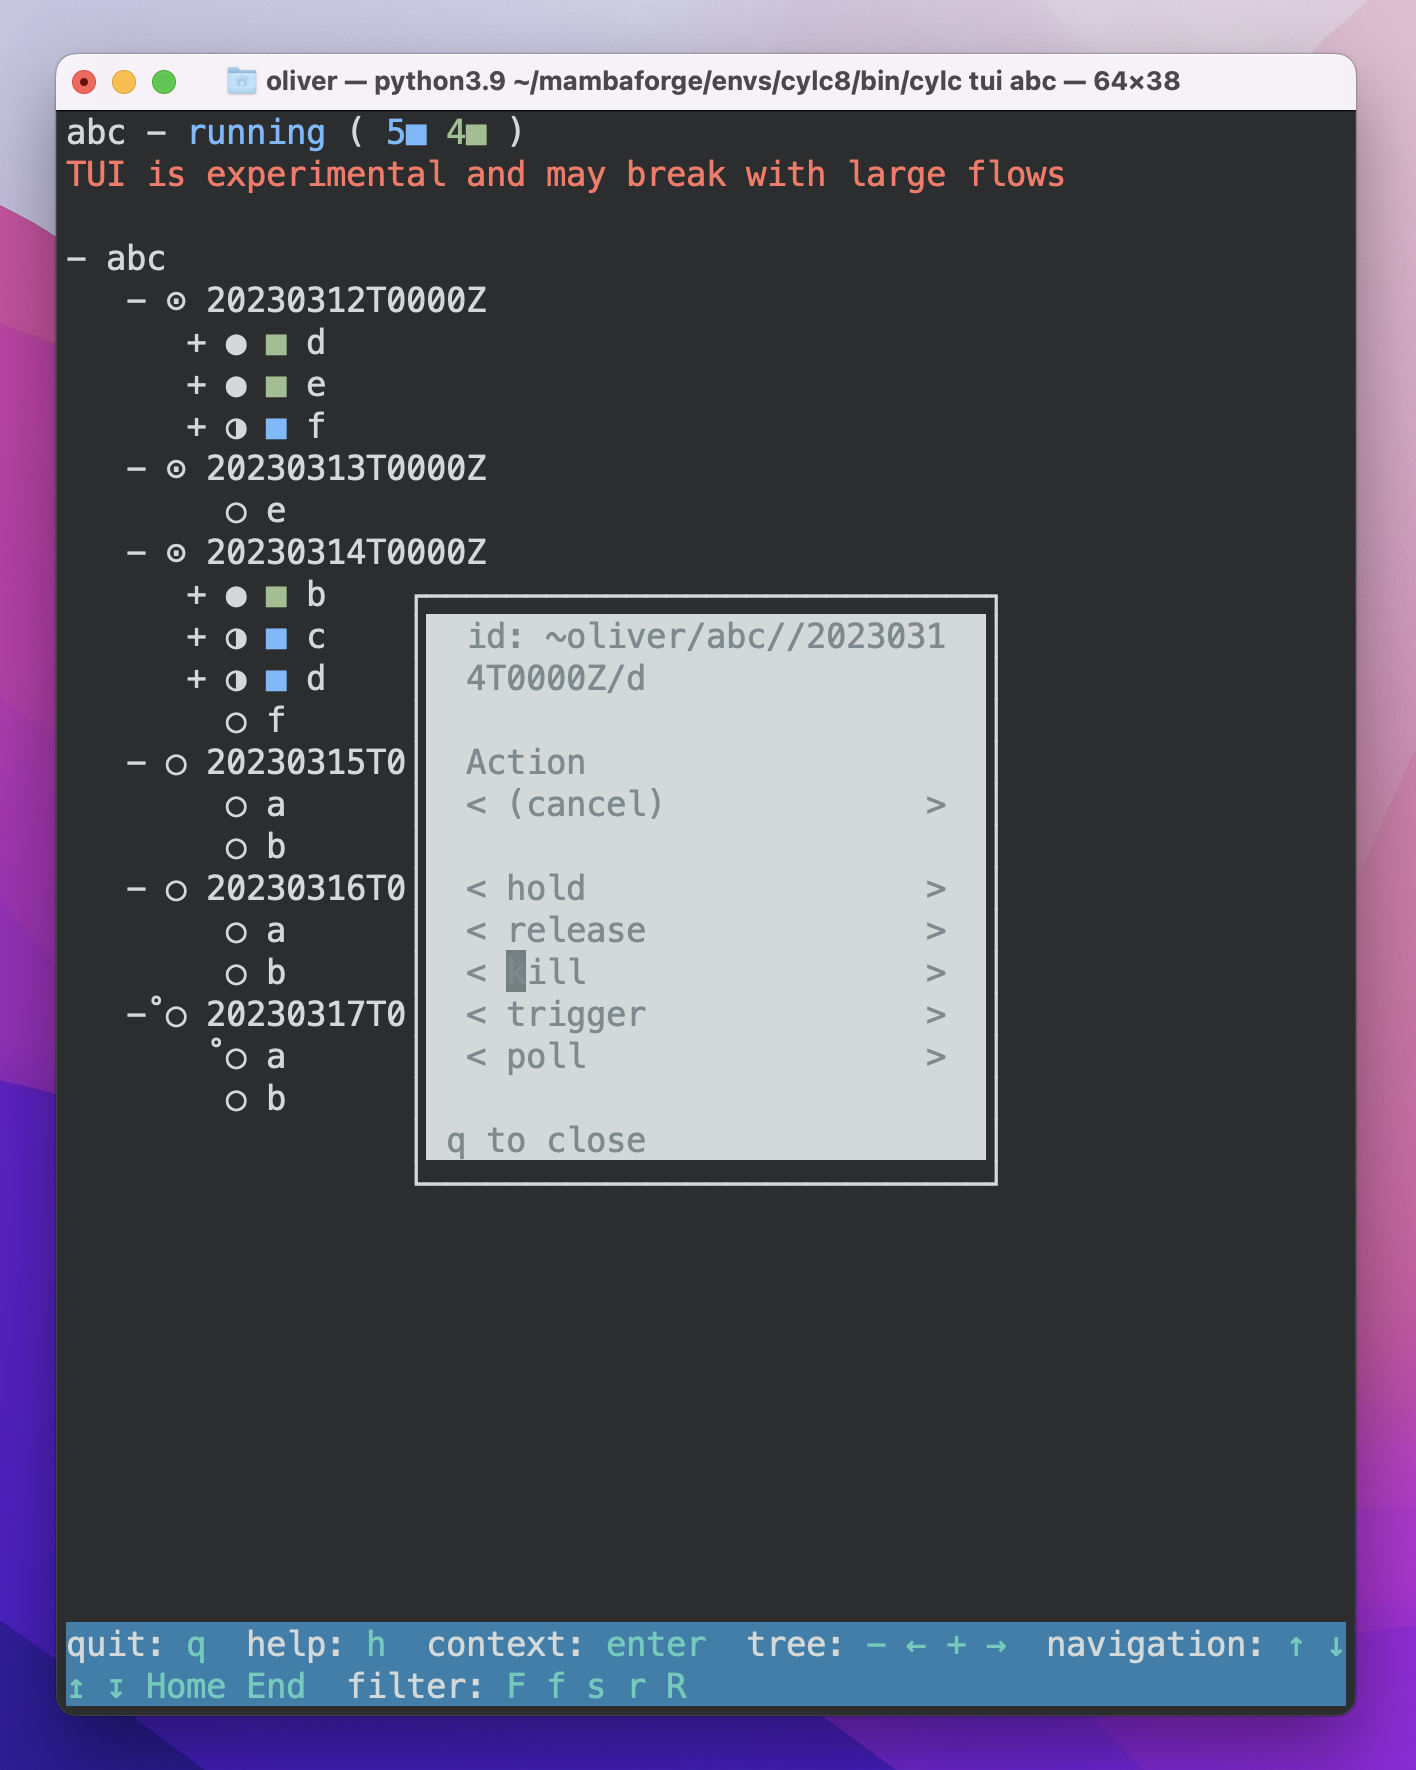 oliver — python3.9 ~/mambaforge/envs/cylc8/bin/cylc tui abc — 64×38
abc - running ( 5■ 4■ )
TUI is experimental and may break with large flows
- abc
- ⊙ 20230312T0000Z
+ ● ■ d
+ ● ■ e
+ ◑ ■ f
- ⊙ 20230313T0000Z
○ e
- ⊙ 20230314T0000Z
+ ● ■ b
+ ◑ ■ c
+ ◑ ■ d
○ f
- ○ 20230315T0
○ a
○ b
- ○ 20230316T0
○ a
○ b
-°○ 20230317T0
°○ a
○ b
id: ~oliver/abc//2023031
4T0000Z/d
Action
< (cancel) >
< hold >
< release >
< kill >
< trigger >
< poll >
q to close
quit: q help: h context: enter tree: - ← + → navigation: ↑ ↓
↥ ↧ Home End filter: F f s r R